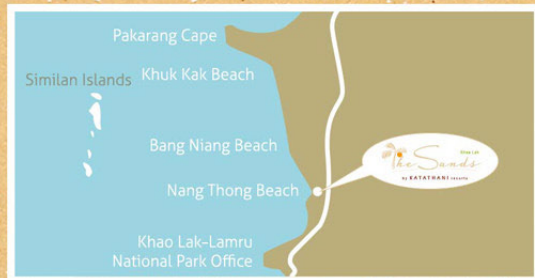 Pakarang Cape
Khuk Kak Beach
Similan Islands
Bang Niang Beach
Khao Lak
The Sands
by KATATHANI resorts
Nang Thong Beach
Khao Lak-Lamru
National Park Office